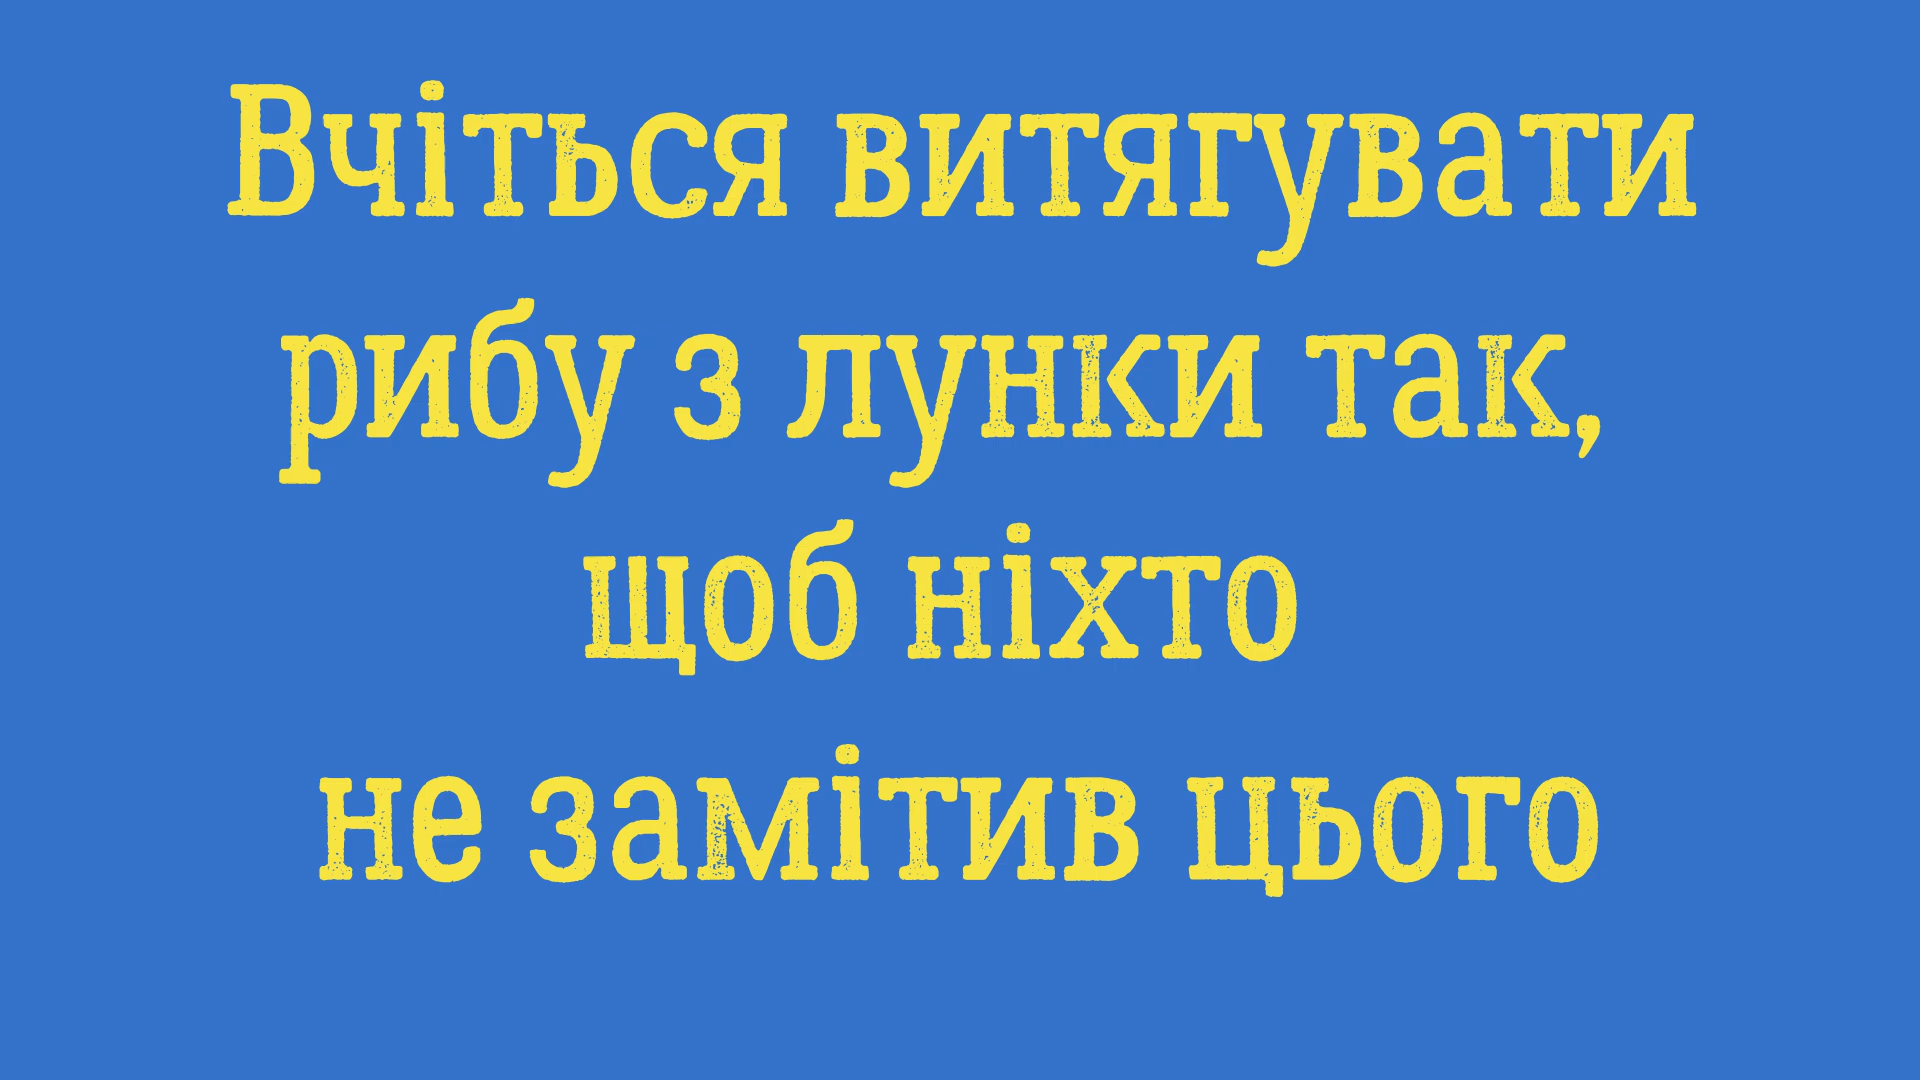 Вчіться витягувати
рибу з лунки так,
щоб ніхто
не замітив цього